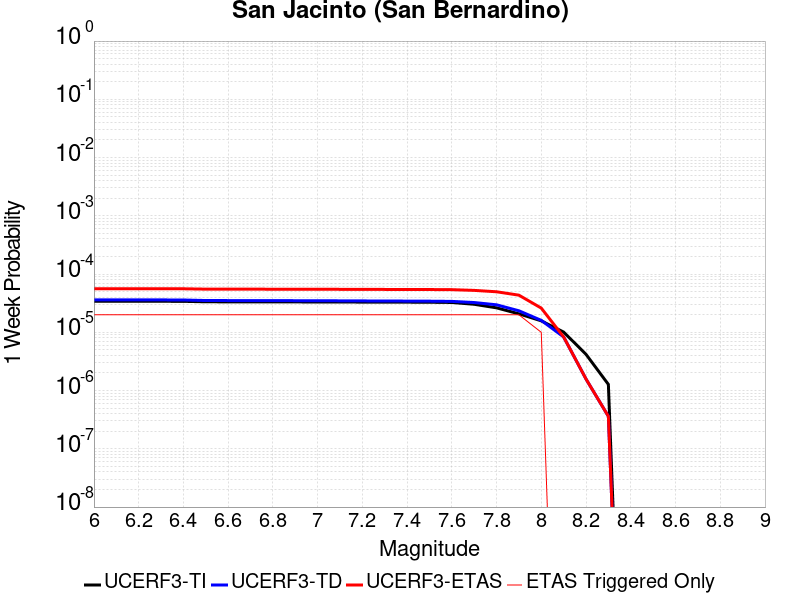 San Jacinto (San Bernardino)
10 0
10 -1
10 -2
10 -3
10 -4
10 -5
10 -6
10 -7
10 -8
1 Week Probability
6 6.2 6.4 6.6 6.8 7 7.2 7.4 7.6 7.8 8 8.2 8.4 8.6 8.8 9
Magnitude
UCERF3-TI UCERF3-TD UCERF3-ETAS ETAS Triggered Only